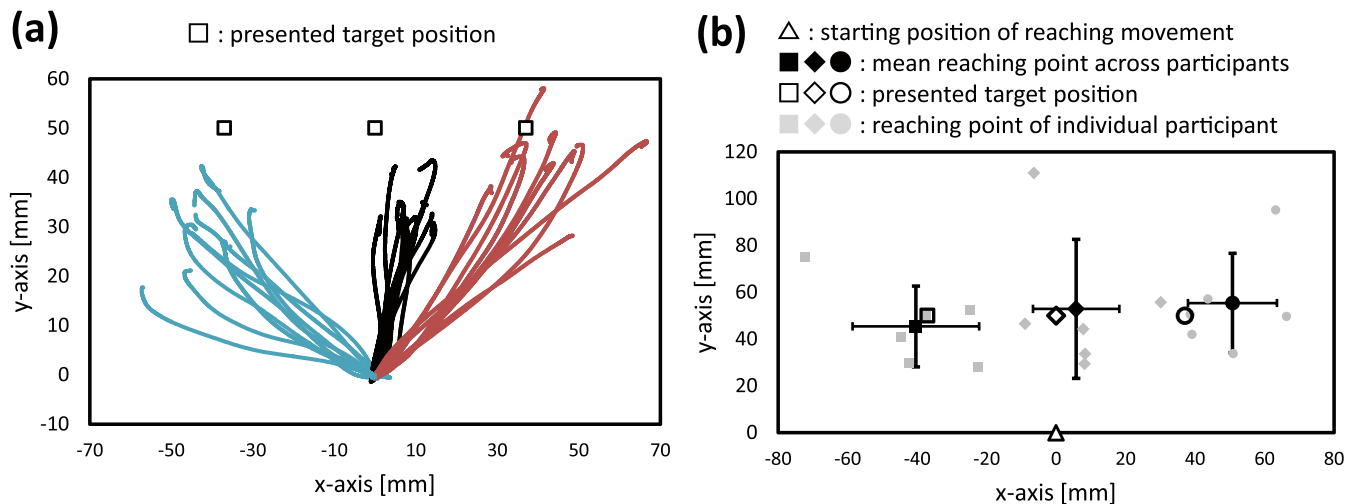 (a)
□ : presented target position
60
50
40
30
20
10
0
-10
-70 -50 -30 -10 10 30 50 70
y-axis [mm]
x-axis [mm]
(b)
△ : starting position of reaching movement
■◆● : mean reaching point across participants
□◇○ : presented target position
■◆● : reaching point of individual participant
120
100
80
60
40
20
0
-80 -60 -40 -20 0 20 40 60 80
y-axis [mm]
x-axis [mm]